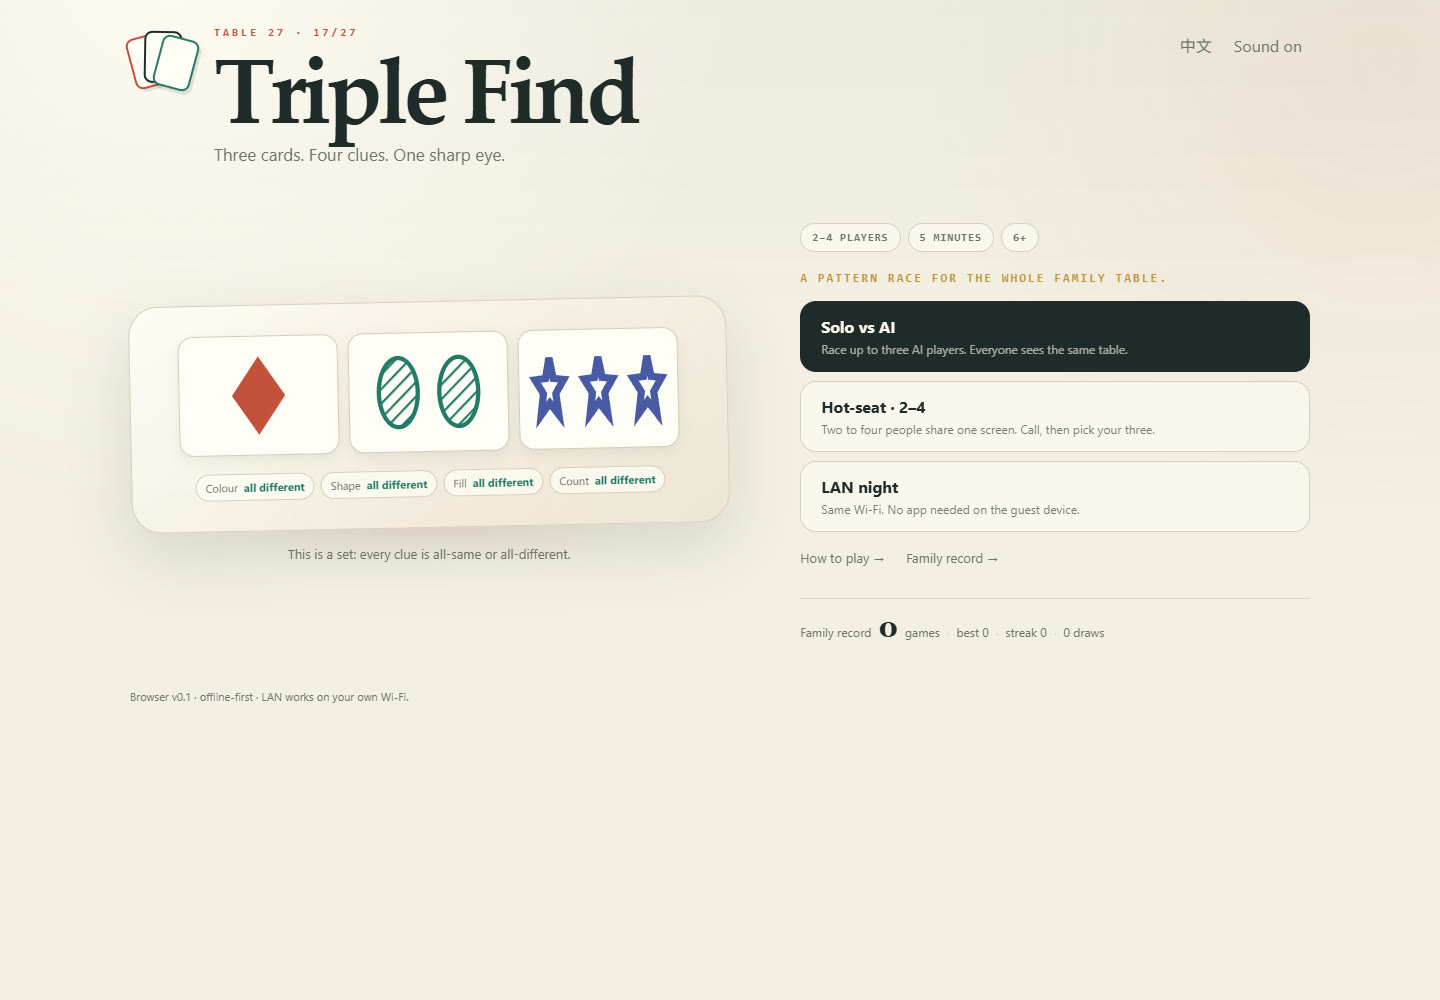 TABLE 27 · 17/27
Triple Find
Three cards. Four clues. One sharp eye.
中文 Sound on
2–4 PLAYERS 5 MINUTES 6+
A PATTERN RACE FOR THE WHOLE FAMILY TABLE.
Solo vs AI
Race up to three AI players. Everyone sees the same table.
Hot-seat · 2–4
Two to four people share one screen. Call, then pick your three.
LAN night
Same Wi-Fi. No app needed on the guest device.
How to play → Family record →
Family record 0 games · best 0 · streak 0 · 0 draws
Colour all different Shape all different Fill all different Count all different
This is a set: every clue is all-same or all-different.
Browser v0.1 · offline-first · LAN works on your own Wi-Fi.